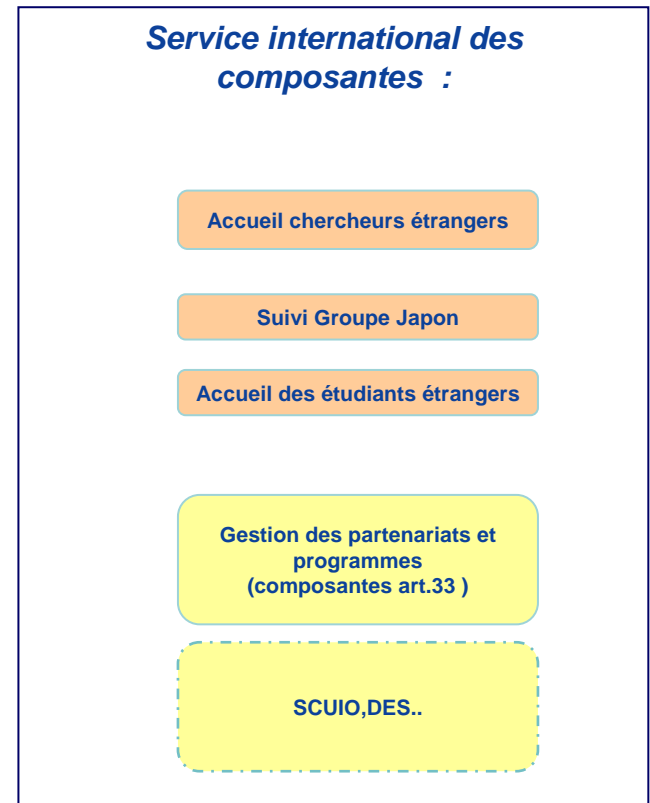 Service international des
composantes :
Accueil chercheurs étrangers
Suivi Groupe Japon
Accueil des étudiants étrangers
Gestion des partenariats et
programmes
(composantes art.33 )
SCUIO,DES..